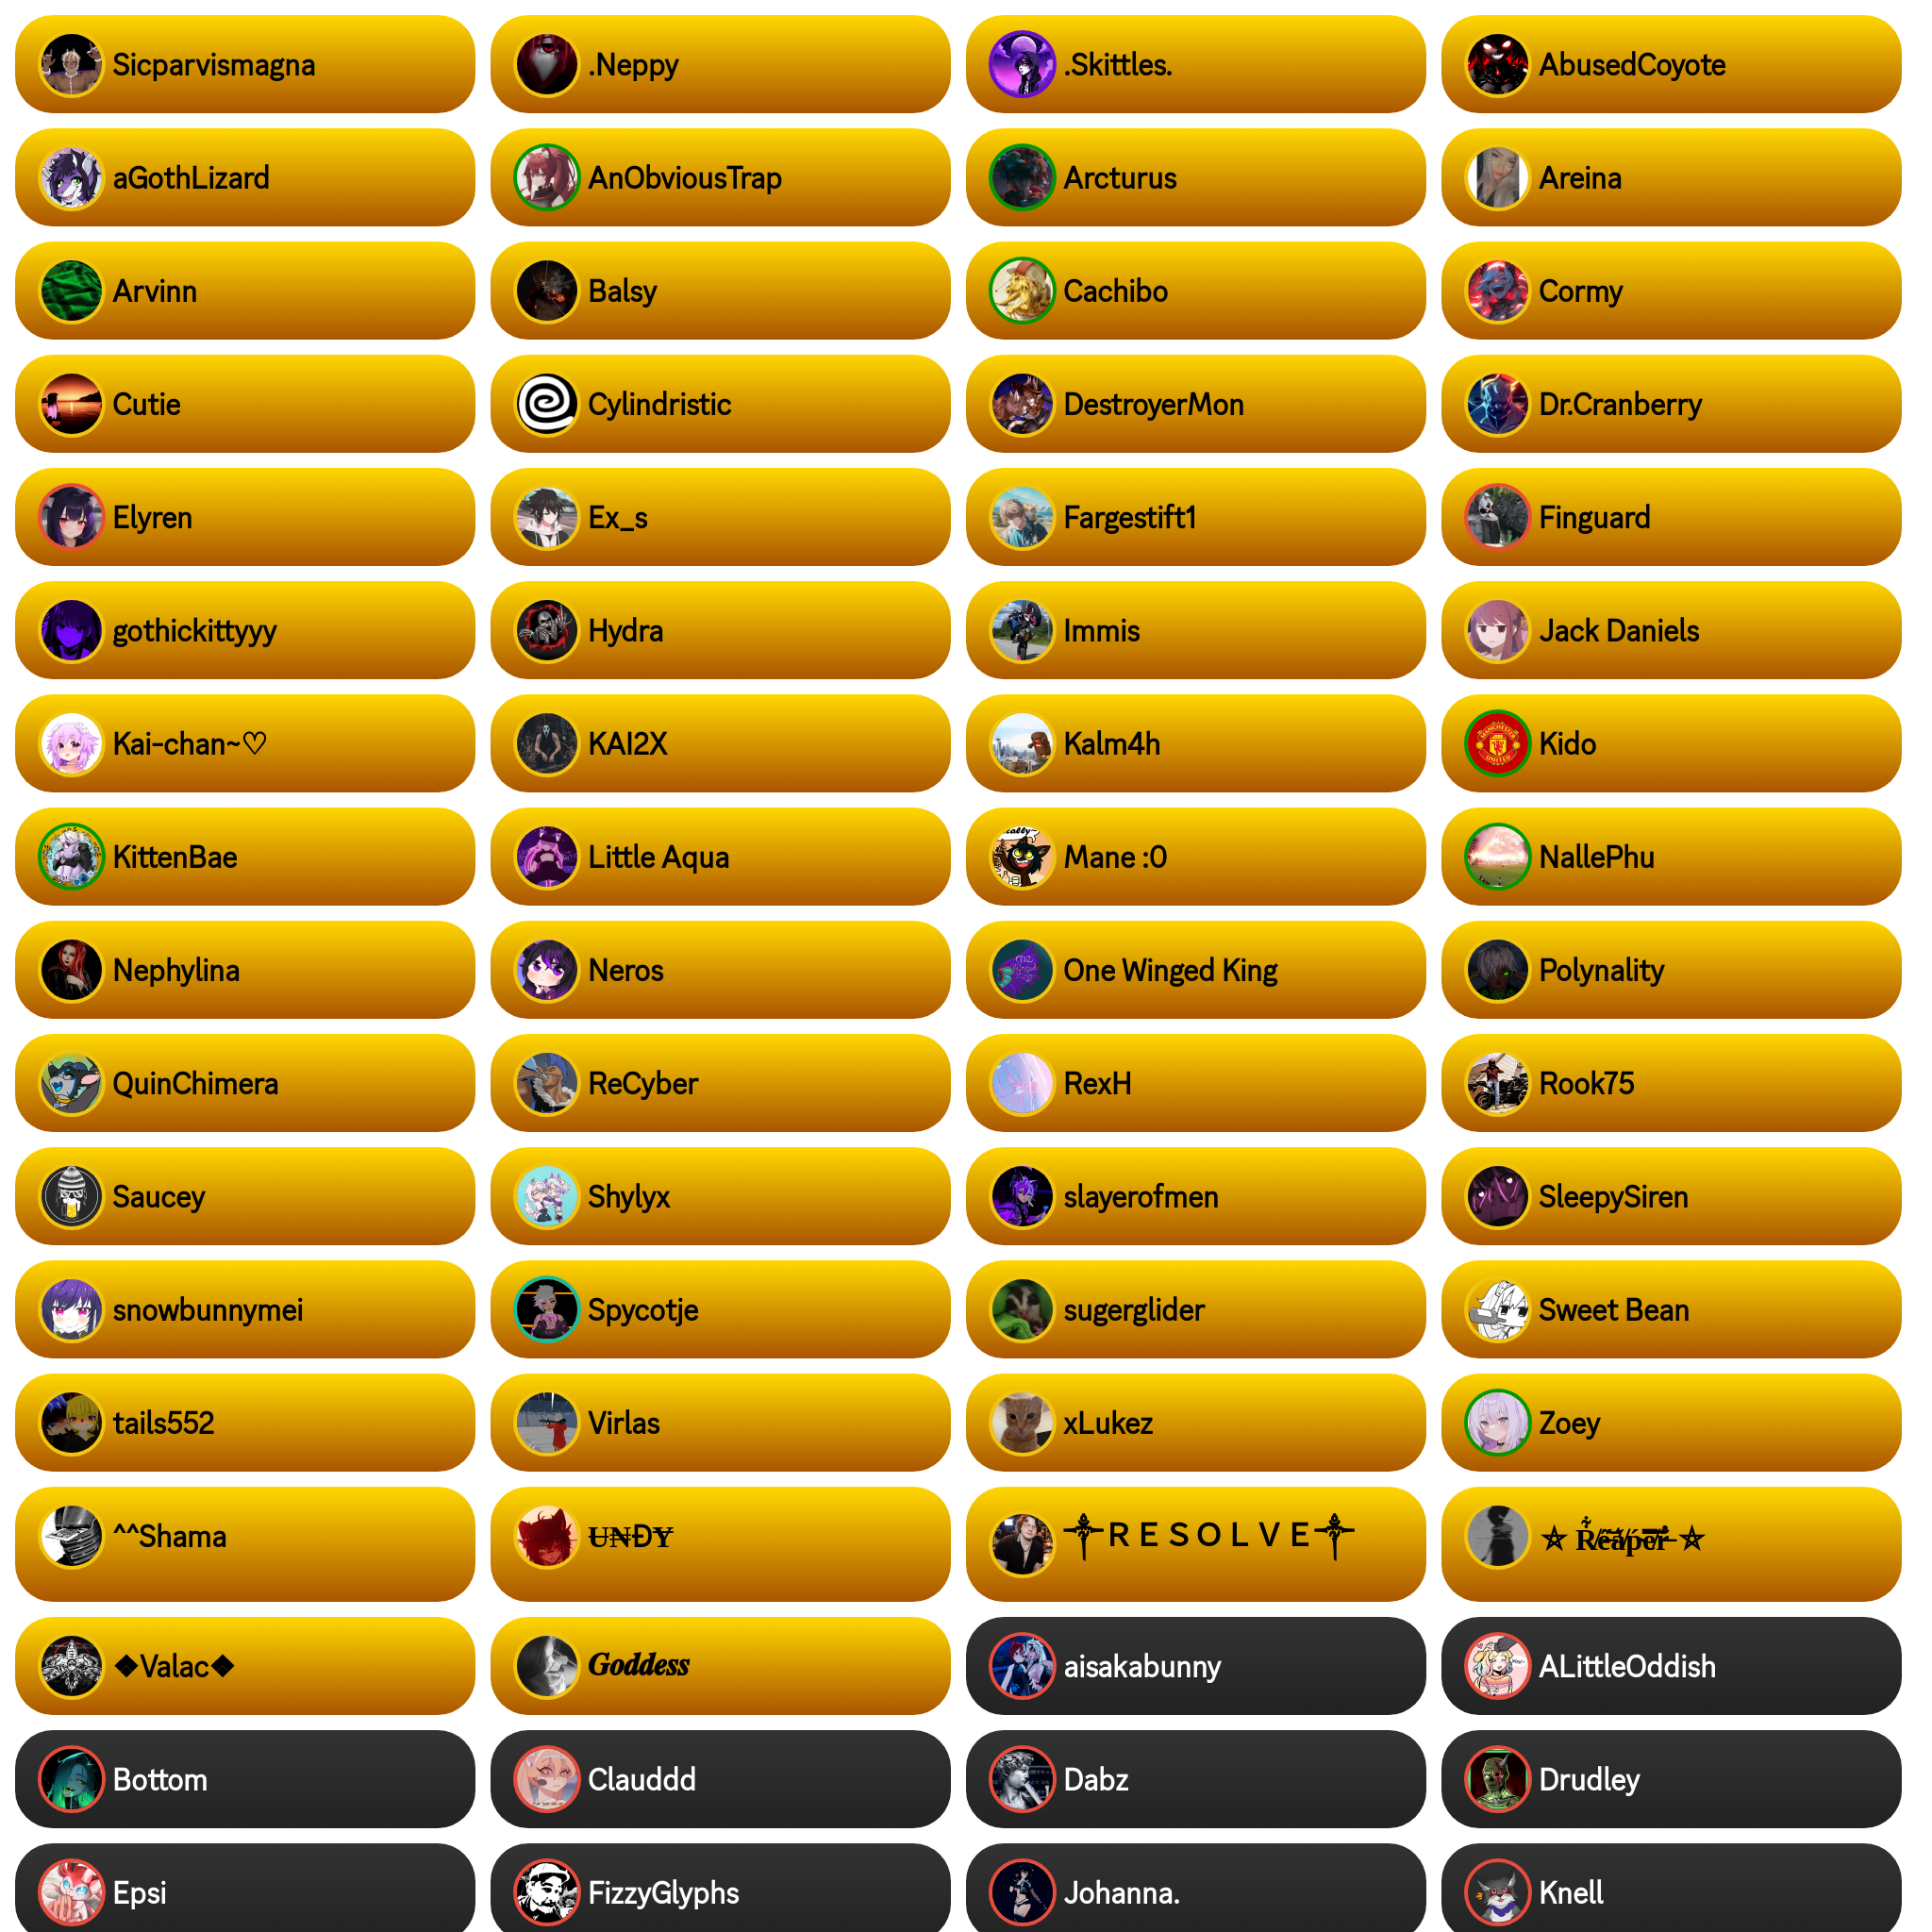 Sicparvismagna
.Neppy
.Skittles.
AbusedCoyote
aGothLizard
AnObviousTrap
Arcturus
Areina
Arvinn
Balsy
Cachibo
Cormy
Cutie
Cylindristic
DestroyerMon
Dr.Cranberry
Elyren
Ex_s
Fargestift1
Finguard
gothickittyyy
Hydra
Immis
Jack Daniels
Kai-chan~♡
KAI2X
Kalm4h
MANCHESTER
UNITED
Kido
KittenBae
Little Aqua
Mane :0
NallePhu
Nephylina
Neros
One Winged King
Polynality
QuinChimera
ReCyber
RexH
Rook75
Saucey
Shylyx
slayerofmen
SleepySiren
snowbunnymei
Spycotje
sugerglider
Sweet Bean
tails552
Virlas
xLukez
Zoey
^^Shama
U̶N̶ĐY̶
༒R E S O L V E༒
⛤ R̸e̸a̸p̸e̸r̸ ⛤
◆Valac◆
𝑮𝒐𝒅𝒅𝒆𝒔𝒔
aisakabunny
ALittleOddish
Bottom
Clauddd
Dabz
Drudley
Epsi
FizzyGlyphs
Johanna.
Knell